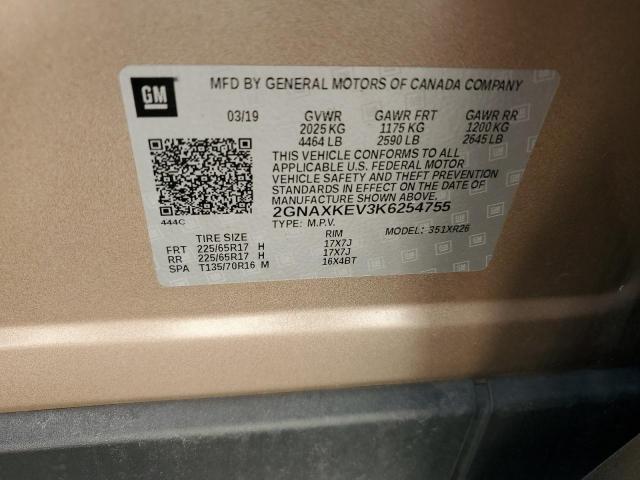 GM
MFD BY GENERAL MOTORS OF CANADA COMPANY
03/19 GVWR GAWR FRT GAWR RR
2025 KG 1175 KG 1200 KG
4464 LB 2590 LB 2645 LB
THIS VEHICLE CONFORMS TO ALL
APPLICABLE U.S. FEDERAL MOTOR
VEHICLE SAFETY AND THEFT PREVENTION
STANDARDS IN EFFECT ON THE DATE OF
MANUFACTURE SHOWN ABOVE.
444C 2GNAXKEV3K6254755
TYPE: M.P.V. MODEL: 351XR26
TIRE SIZE RIM
FRT 225/65R17 H 17X7J
RR 225/65R17 H 17X7J
SPA T135/70R16 M 16X4BT